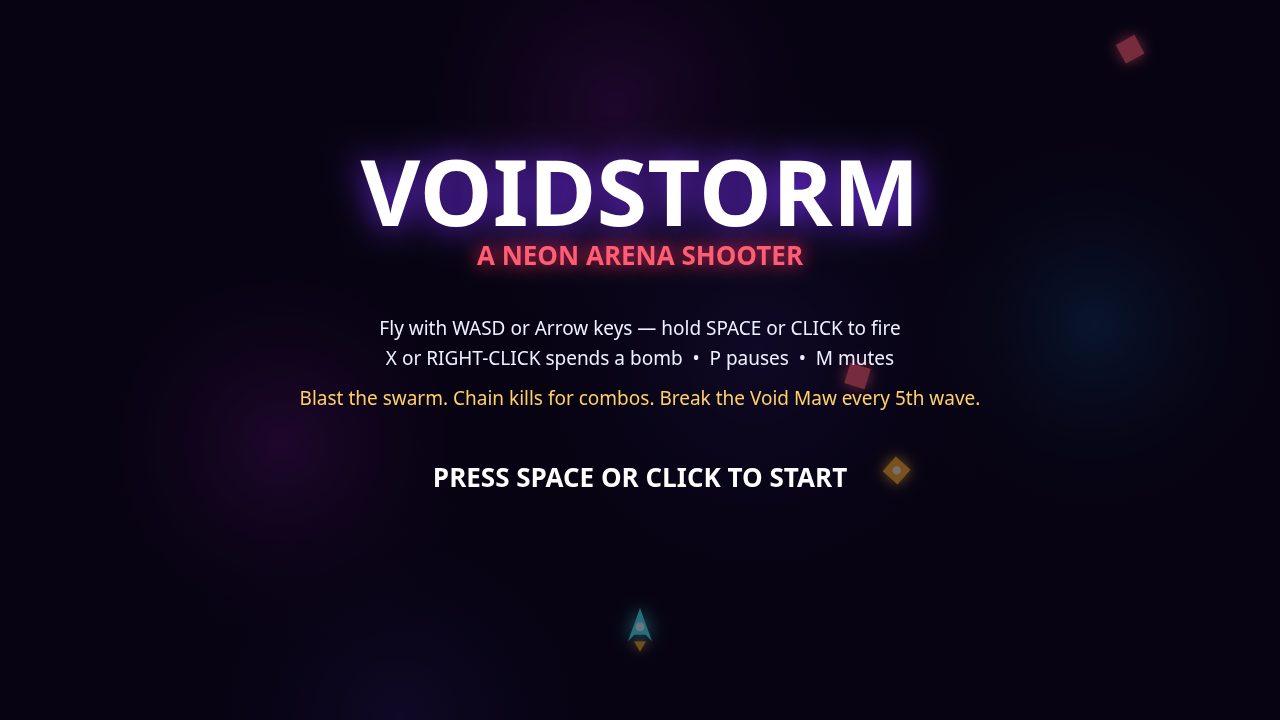 VOIDSTORM
A NEON ARENA SHOOTER
Fly with WASD or Arrow keys — hold SPACE or CLICK to fire
X or RIGHT-CLICK spends a bomb • P pauses • M mutes
Blast the swarm. Chain kills for combos. Break the Void Maw every 5th wave.
PRESS SPACE OR CLICK TO START